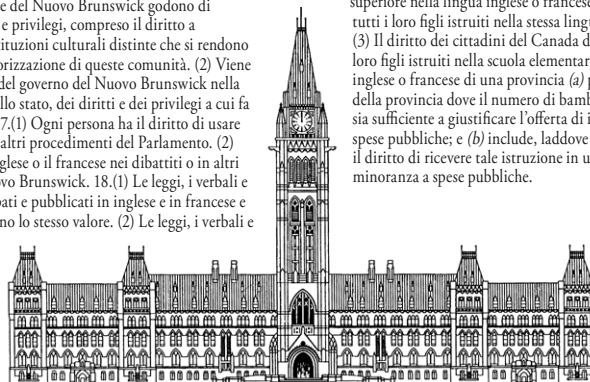 e del Nuovo Brunswick godono di
e privilegi, compreso il diritto a
tituzioni culturali distinte che si rendono
orizzazione di queste comunità. (2) Viene
del governo del Nuovo Brunswick nella
llo stato, dei diritti e dei privilegi a cui fa
7.(1) Ogni persona ha il diritto di usare
altri procedimenti del Parlamento. (2)
glese o il francese nei dibattiti o in altri
vo Brunswick. 18.(1) Le leggi, i verbali e
pati e pubblicati in inglese e in francese e
no lo stesso valore. (2) Le leggi, i verbali e
superiore nella lingua inglese o francese
tutti i loro figli istruiti nella stessa lingu
(3) Il diritto dei cittadini del Canada d
loro figli istruiti nella scuola elementar
inglese o francese di una provincia (a) p
della provincia dove il numero di bamb
sia sufficiente a giustificare l'offerta di i
spese pubbliche; e (b) include, laddove
il diritto di ricevere tale istruzione in u
minoranza a spese pubbliche.